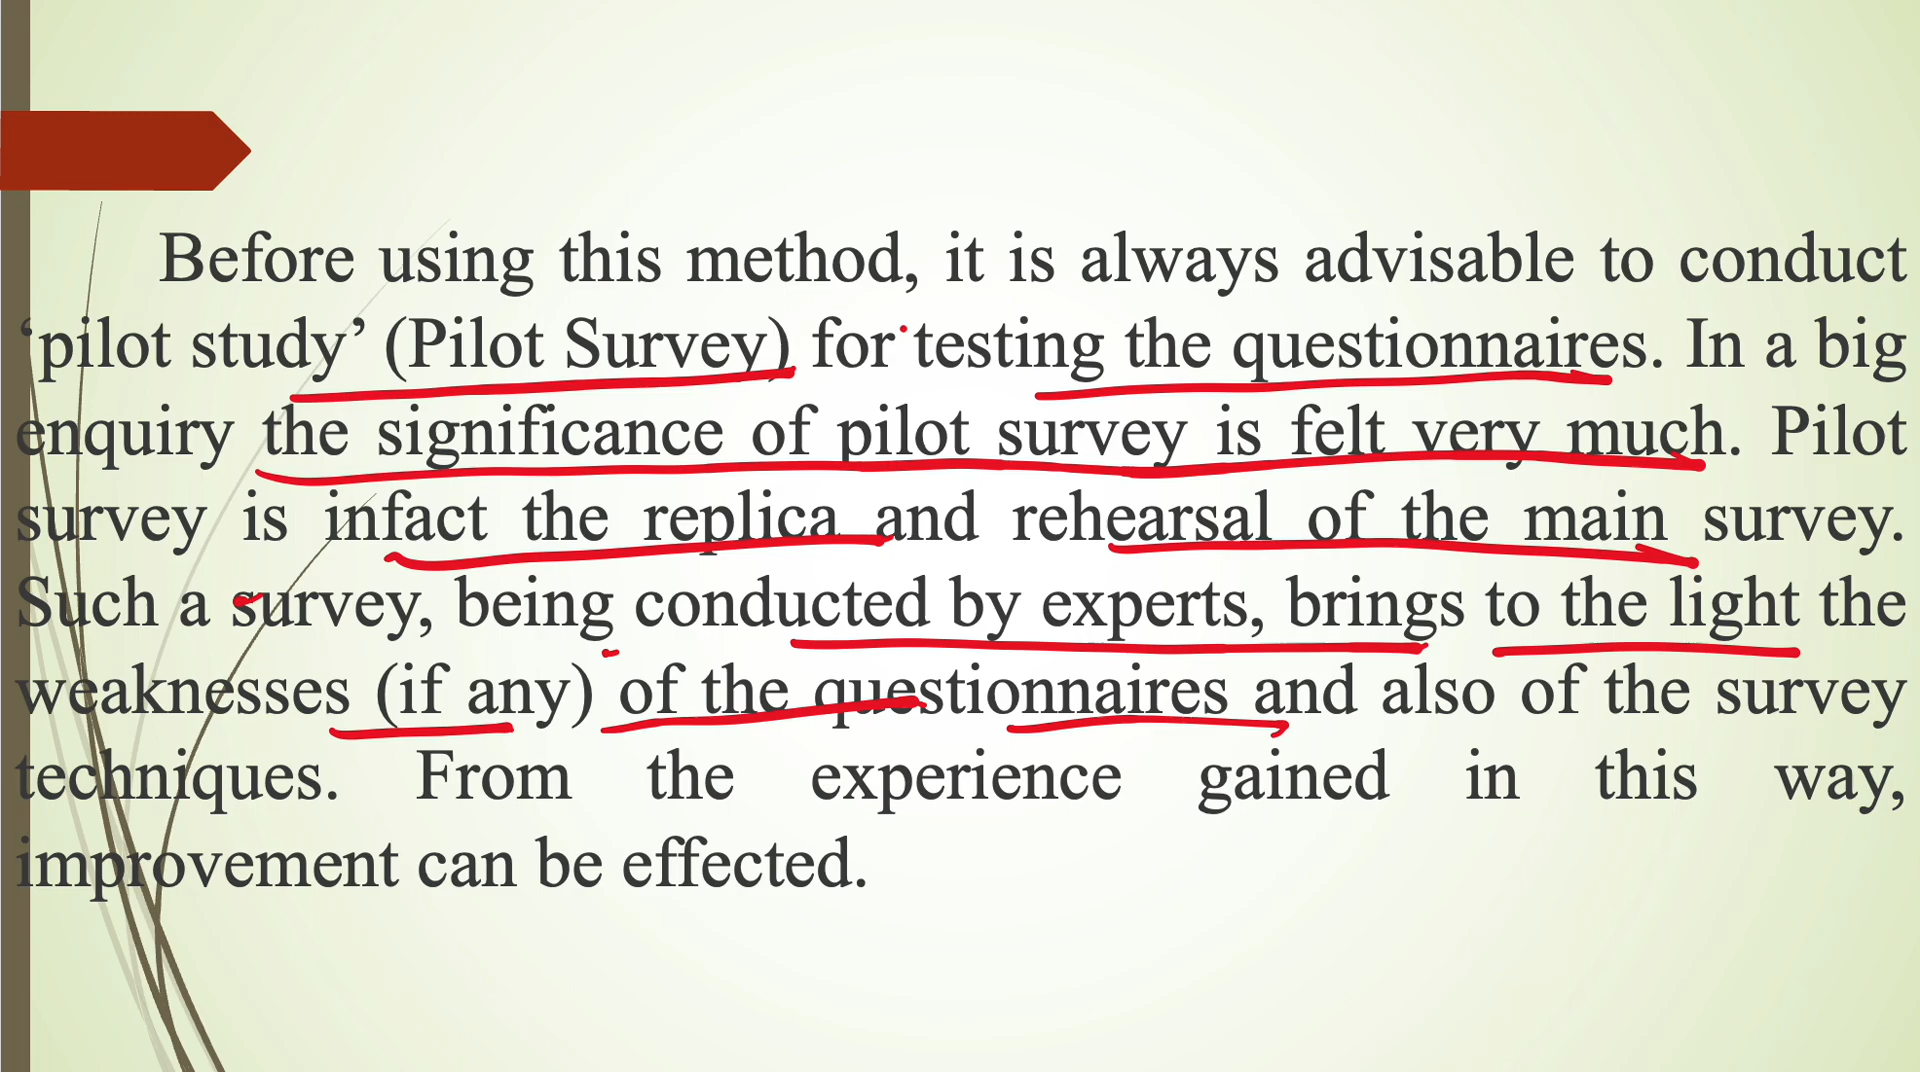 Before using this method, it is always advisable to conduct
‘pilot study’ (Pilot Survey) for testing the questionnaires. In a big
enquiry the significance of pilot survey is felt very much. Pilot
survey is infact the replica and rehearsal of the main survey.
Such a survey, being conducted by experts, brings to the light the
weaknesses (if any) of the questionnaires and also of the survey
techniques. From the experience gained in this way,
improvement can be effected.